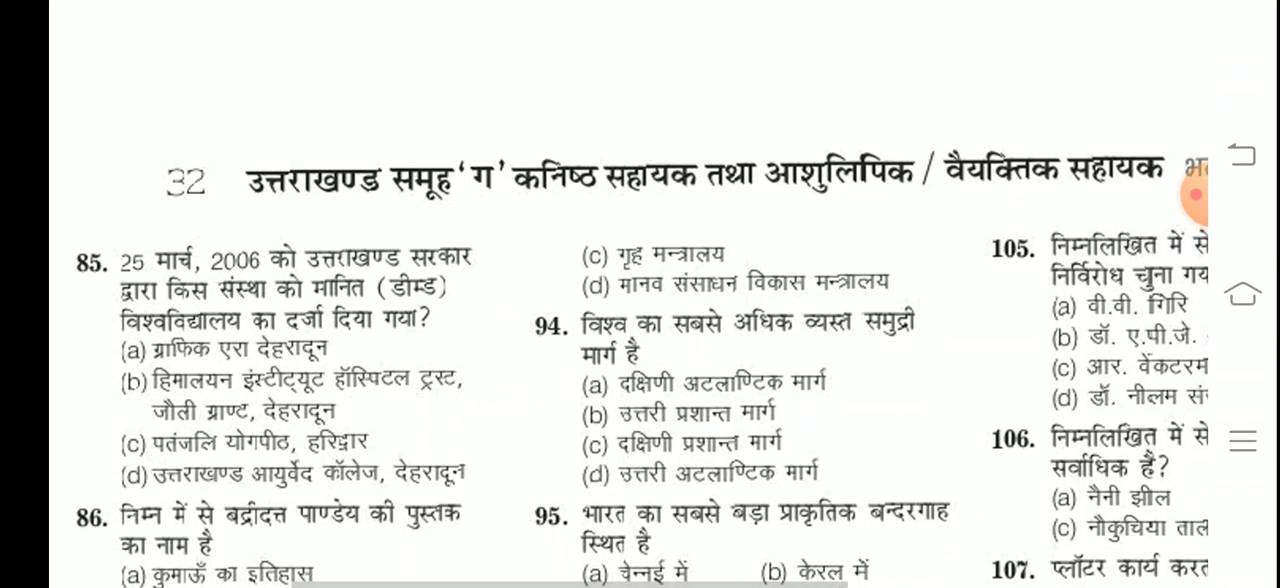 32 उत्तराखण्ड समूह ‘ग’ कनिष्ठ सहायक तथा आशुलिपिक / वैयक्तिक सहायक
85. 25 मार्च, 2006 को उत्तराखण्ड सरकार
द्वारा किस संस्था को मानित (डीम्ड)
विश्वविद्यालय का दर्जा दिया गया?
(a) ग्राफिक एरा देहरादून
(b) हिमालयन इंस्टीट्यूट हॉस्पिटल ट्रस्ट,
जौली ग्राण्ट, देहरादून
(c) पतंजलि योगपीठ, हरिद्वार
(d) उत्तराखण्ड आयुर्वेद कॉलेज, देहरादून
86. निम्न में से बद्रीदत्त पाण्डेय की पुस्तक
का नाम है
(a) कुमाऊँ का इतिहास
(c) गृह मन्त्रालय
(d) मानव संसाधन विकास मन्त्रालय
94. विश्व का सबसे अधिक व्यस्त समुद्री
मार्ग है
(a) दक्षिणी अटलाण्टिक मार्ग
(b) उत्तरी प्रशान्त मार्ग
(c) दक्षिणी प्रशान्त मार्ग
(d) उत्तरी अटलाण्टिक मार्ग
95. भारत का सबसे बड़ा प्राकृतिक बन्दरगाह
स्थित है
(a) चेन्नई में (b) केरल में
105. निम्नलिखित में से
निर्विरोध चुना गय
(a) वी.वी. गिरि
(b) डॉ. ए.पी.जे.
(c) आर. वेंकटरम
(d) डॉ. नीलम
106. निम्नलिखित में से
सर्वाधिक है?
(a) नैनी झील
(c) नौकुचिया ताल
107. प्लॉटर कार्य करत